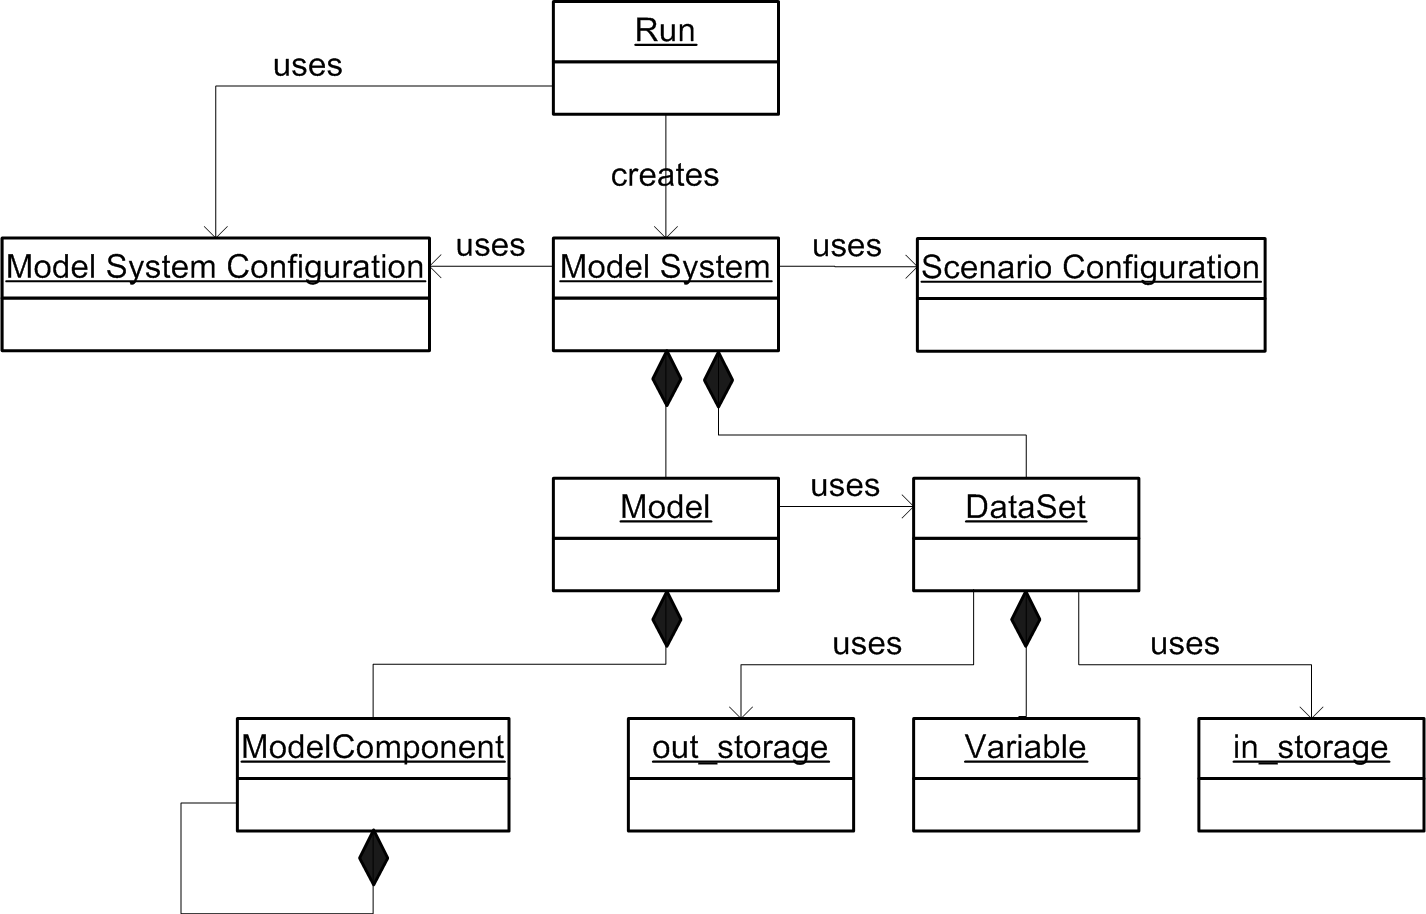 Run
uses
creates
uses
uses
Model System Configuration
Model System
Scenario Configuration
uses
Model
DataSet
uses
uses
ModelComponent
out_storage
Variable
in_storage